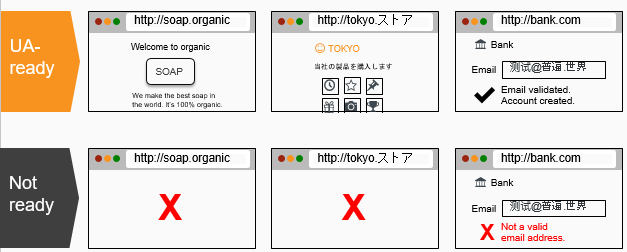 UA-
ready
http://soap.organic
Welcome to organic
SOAP
We make the best soap in
the world. It's 100% organic.
http://tokyo.ストア
TOKYO
当社の製品を購入します
http://bank.com
Bank
Email 测试@普遍.世界
Email validated.
Account created.
Not
ready
http://soap.organic
X
http://tokyo.ストア
X
http://bank.com
Bank
Email 测试@普遍.世界
X Not a valid
email address.